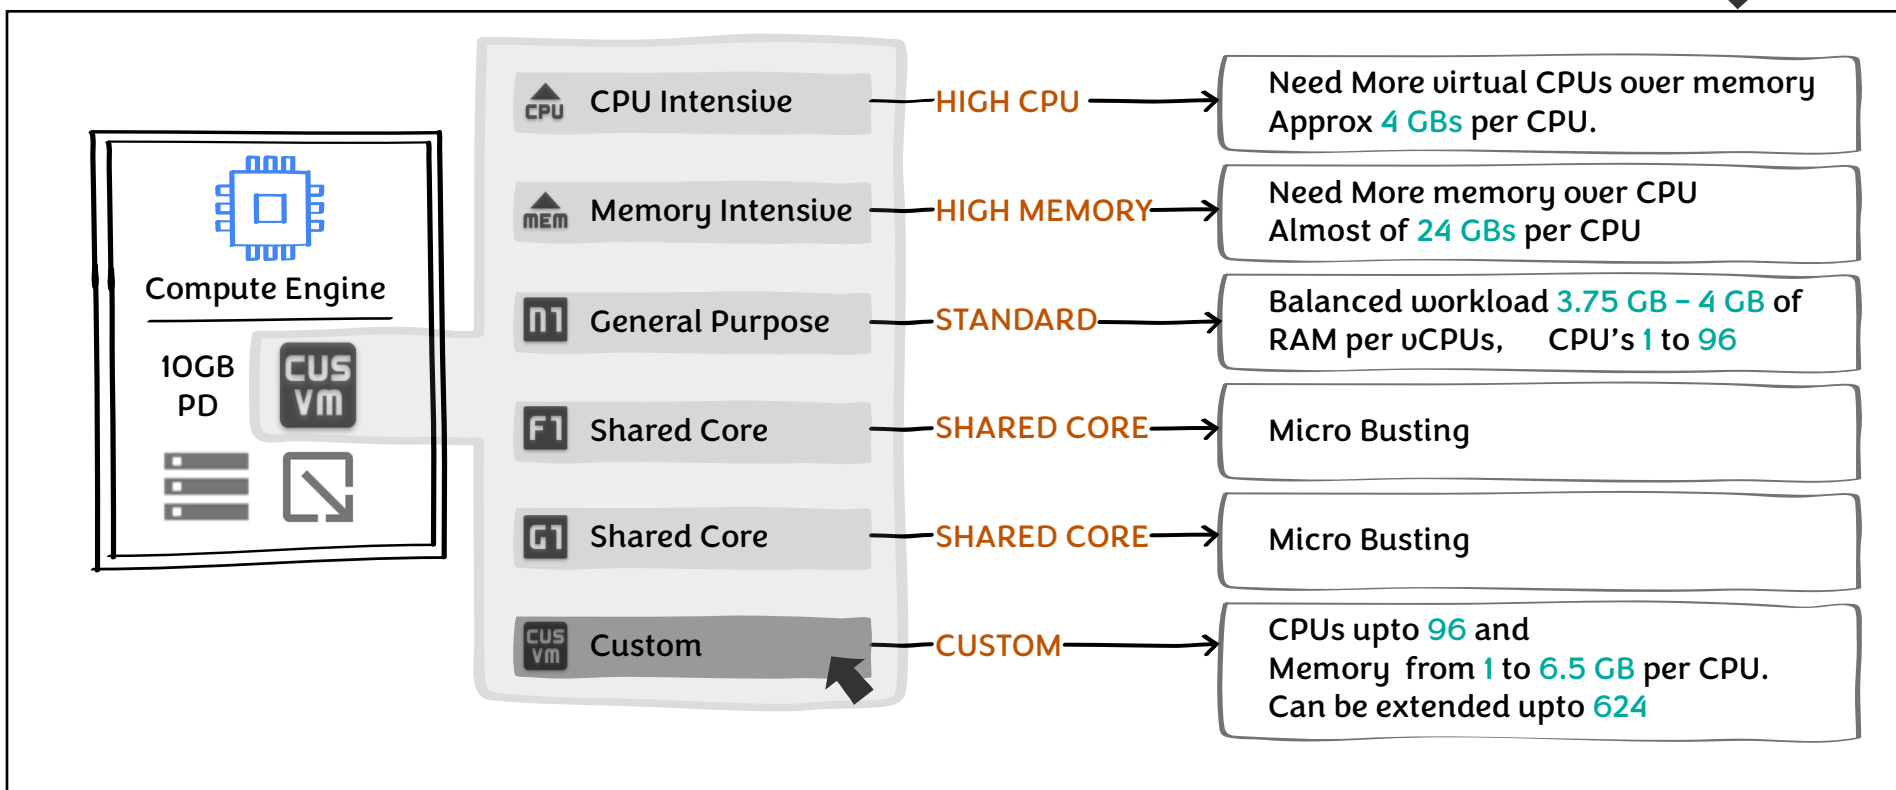 Compute Engine
10GB
PD
CUS
VM
CPU
CPU Intensive
HIGH CPU
Need More virtual CPUs over memory
Approx 4 GBs per CPU.
MEM
Memory Intensive
HIGH MEMORY
Need More memory over CPU
Almost of 24 GBs per CPU
N1
General Purpose
STANDARD
Balanced workload 3.75 GB – 4 GB of
RAM per vCPUs, CPU's 1 to 96
F1
Shared Core
SHARED CORE
Micro Busting
G1
Shared Core
SHARED CORE
Micro Busting
CUS
VM
Custom
CUSTOM
CPUs upto 96 and
Memory from 1 to 6.5 GB per CPU.
Can be extended upto 624